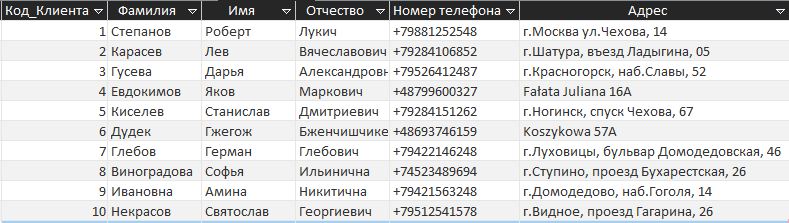 Код_Клиента Фамилия Имя Отчество Номер телефона Адрес
1 Степанов Роберт Лукич +79881252548 г.Москва ул.Чехова, 14
2 Карасев Лев Вячеславович +79284106852 г.Шатура, въезд Ладыгина, 05
3 Гусева Дарья Александровн +79526412487 г.Красногорск, наб.Славы, 52
4 Евдокимов Яков Маркович +48799600327 Fałata Juliana 16A
5 Киселев Станислав Дмитриевич +79284151262 г.Ногинск, спуск Чехова, 67
6 Дудек Гжегож Бженчишчике +48693746159 Koszykowa 57A
7 Глебов Герман Глебович +79422146248 г.Луховицы, бульвар Домодедовская, 46
8 Виноградова Софья Ильинична +74523489694 г.Ступино, проезд Бухарестская, 26
9 Ивановна Амина Никитична +79421563248 г.Домодедово, наб.Гоголя, 14
10 Некрасов Святослав Георгиевич +79512541578 г.Видное, проезд Гагарина, 26